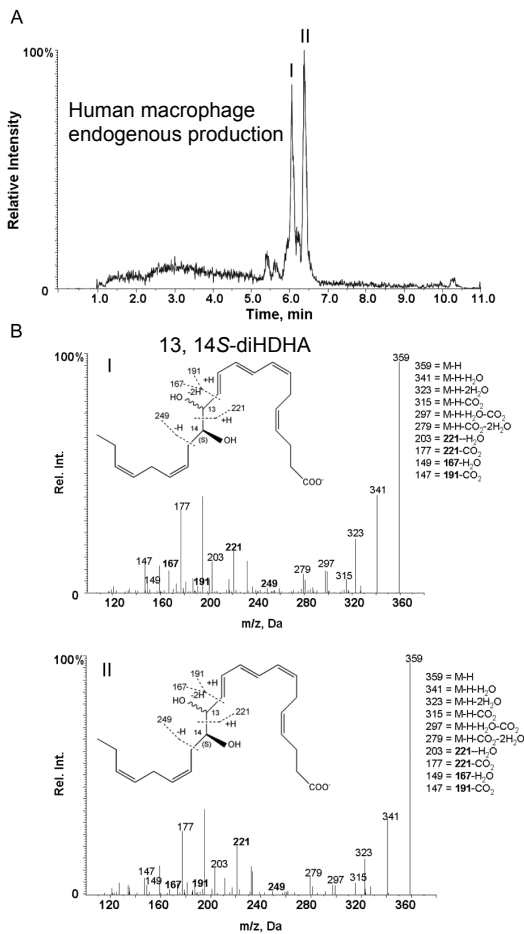 A
I
II
100%
Human macrophage
endogenous production
Relative Intensity
0
1.0 2.0 3.0 4.0 5.0 6.0 7.0 8.0 9.0 10.0 11.0
Time, min
B
13, 14S-diHDHA
100%
I
191
+H
167
-2H
HO
13
221
+H
249
-H
14
(S)
OH
COO-
359
359 = M-H
341 = M-H-H2O
323 = M-H-2H2O
315 = M-H-CO2
297 = M-H-H2O-CO2
279 = M-H-CO2-2H2O
203 = 221--H2O
177 = 221-CO2
149 = 167-H2O
147 = 191-CO2
Rel. Int.
147
149
167
177
191
203
221
249
279
297
315
323
341
0
120 160 200 240 280 320 360
m/z, Da
100%
II
191
+H
167
-2H
HO
13
221
+H
249
-H
14
(S)
OH
COO-
359
359 = M-H
341 = M-H-H2O
323 = M-H-2H2O
315 = M-H-CO2
297 = M-H-H2O-CO2
279 = M-H-CO2-2H2O
203 = 221--H2O
177 = 221-CO2
149 = 167-H2O
147 = 191-CO2
Rel. Int.
147
149
167
177
191
203
221
249
279
297
315
323
341
0
120 160 200 240 280 320 360
m/z, Da